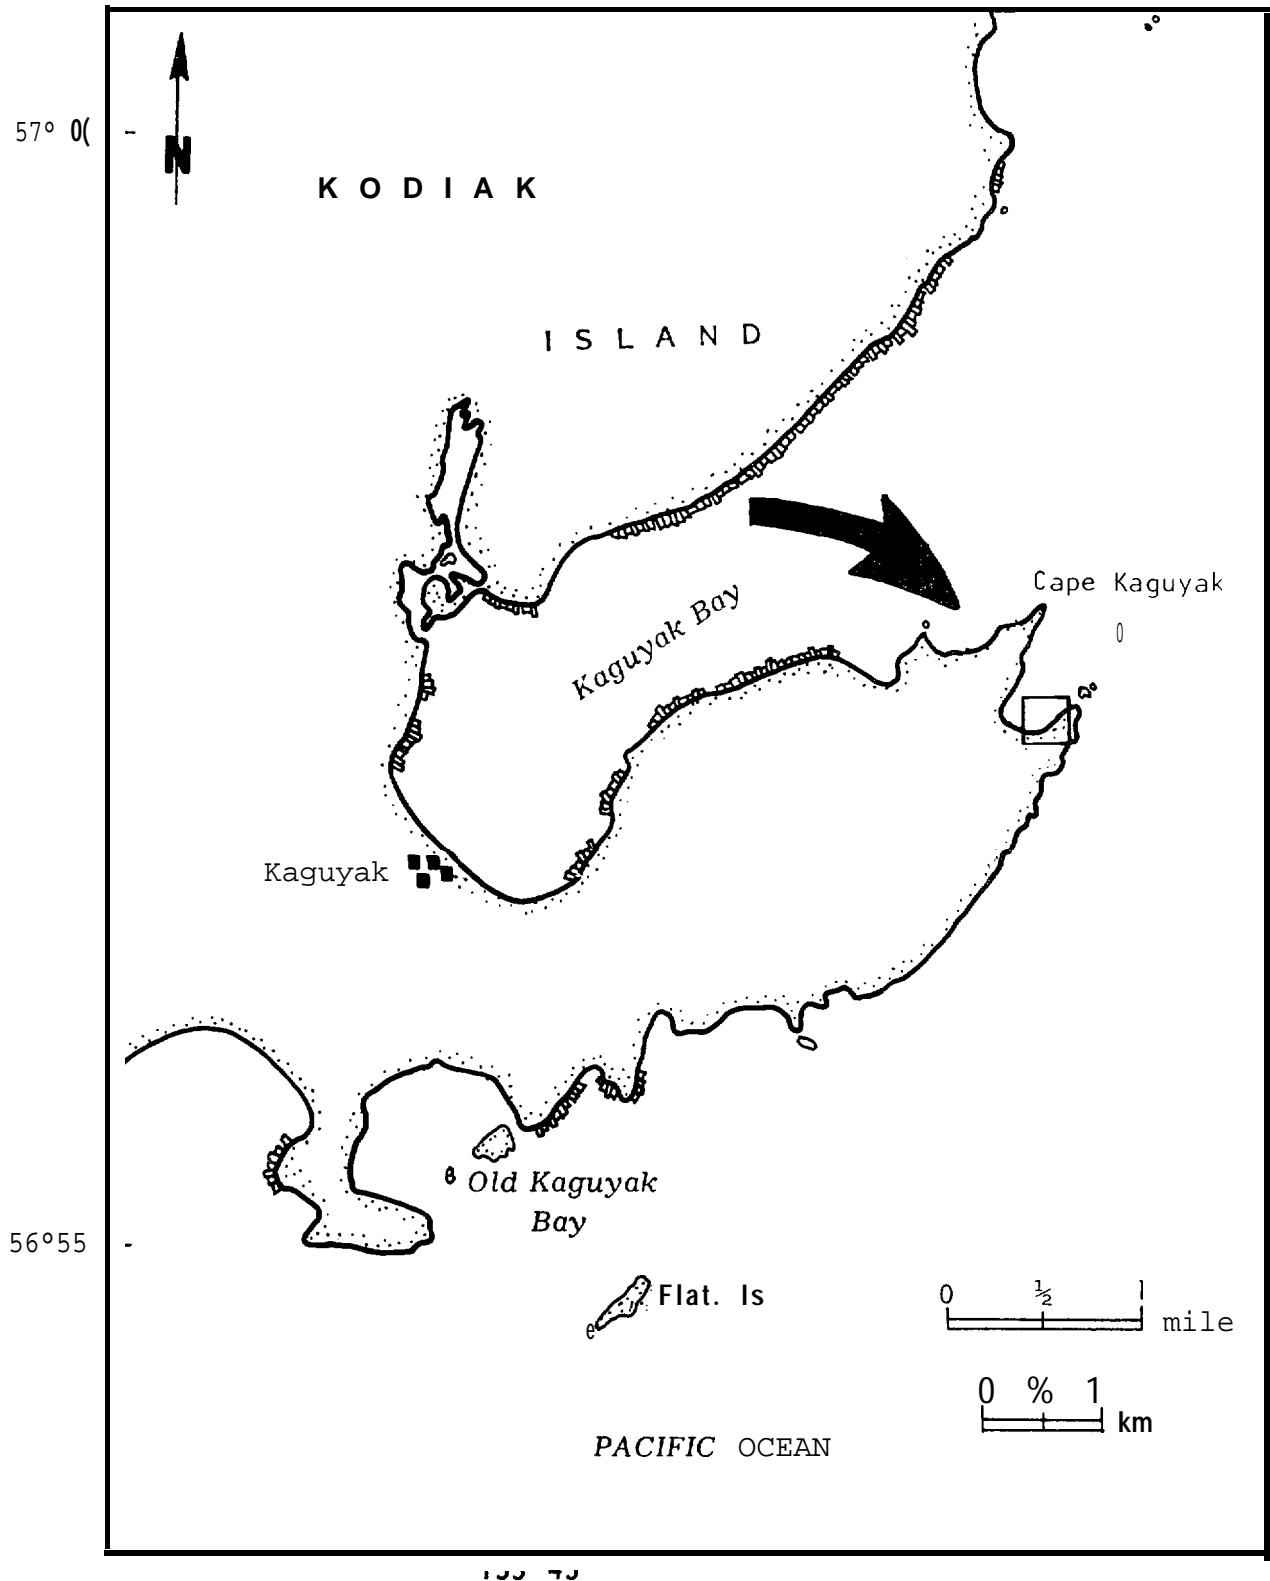 57° 0(
N
KODIAK
ISLAND
Cape Kaguyak
Kaguyak Bay
Kaguyak
Old Kaguyak
Bay
56°55
Flat. Is
0 ½ 1
mile
0 % 1
km
PACIFIC OCEAN